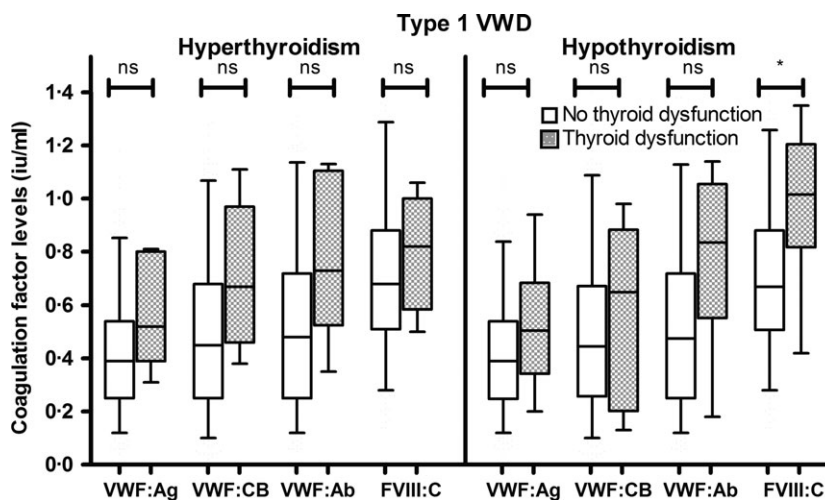 Type 1 VWD
Hyperthyroidism
Hypothyroidism
ns
ns
ns
ns
ns
ns
ns
*
No thyroid dysfunction
Thyroid dysfunction
Coagulation factor levels (iu/ml)
1·4
1·2
1·0
0·8
0·6
0·4
0·2
0·0
VWF:Ag VWF:CB VWF:Ab FVIII:C VWF:Ag VWF:CB VWF:Ab FVIII:C